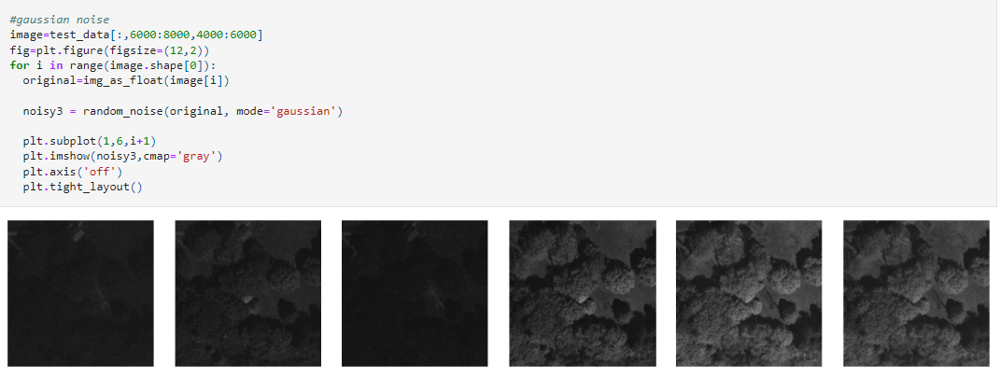 #gaussian noise
image=test_data[:,6000:8000,4000:6000]
fig=plt.figure(figsize=(12,2))
for i in range(image.shape[0]):
  original=img_as_float(image[i])

  noisy3 = random_noise(original, mode='gaussian')

  plt.subplot(1,6,i+1)
  plt.imshow(noisy3,cmap='gray')
  plt.axis('off')
  plt.tight_layout()